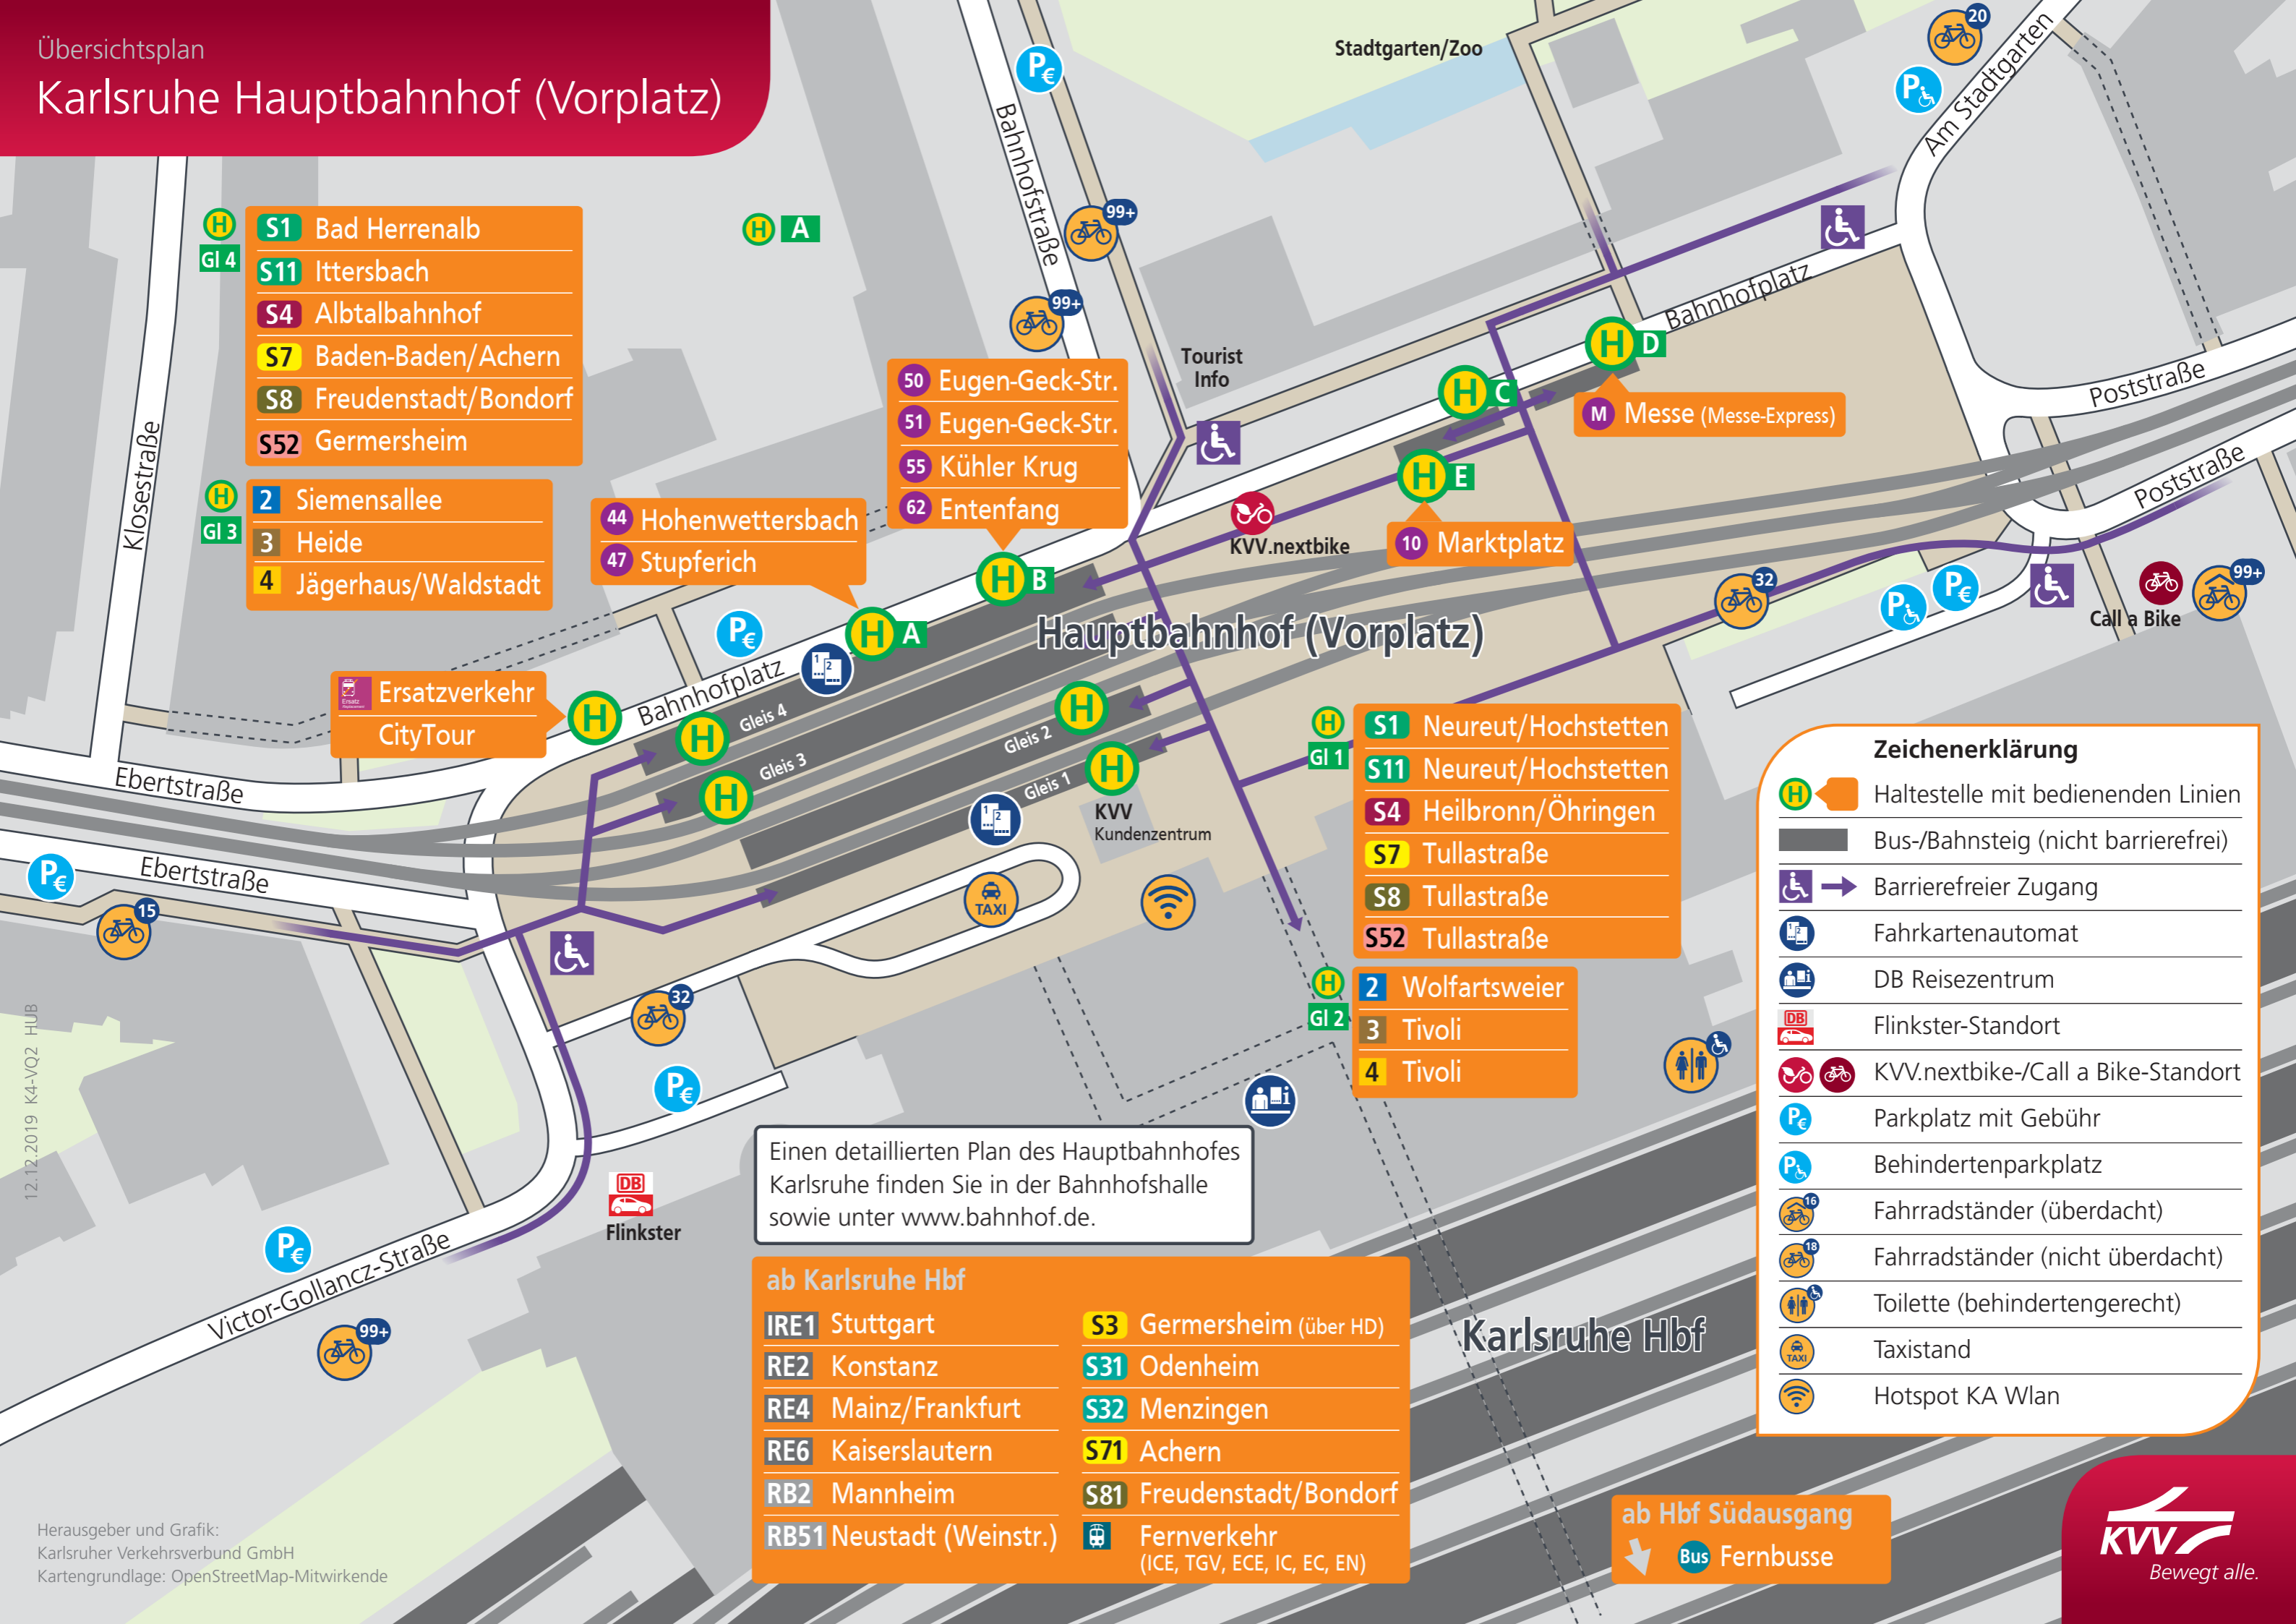 Übersichtsplan
Karlsruhe Hauptbahnhof (Vorplatz)
Stadtgarten/Zoo
Am Stadtgarten
20
Bahnhofstraße
99+
99+
H A
H
Gl 4
S1 Bad Herrenalb
S11 Ittersbach
S4 Albtalbahnhof
S7 Baden-Baden/Achern
S8 Freudenstadt/Bondorf
S52 Germersheim
H
Gl 3
2 Siemensallee
3 Heide
4 Jägerhaus/Waldstadt
Klosestraße
50 Eugen-Geck-Str.
51 Eugen-Geck-Str.
55 Kühler Krug
62 Entenfang
44 Hohenwettersbach
47 Stupferich
Tourist
Info
Bahnhofplatz
H D
H C
M Messe (Messe-Express)
H E
10 Marktplatz
KVV.nextbike
Poststraße
Poststraße
H B
H A
Hauptbahnhof (Vorplatz)
32
Call a Bike
99+
Ersatz
Ersatzverkehr
CityTour
H
Bahnhofplatz
H Gleis 4
H Gleis 3
Gleis 2 H
Gleis 1 H
KVV
Kundenzentrum
TAXI
Ebertstraße
Ebertstraße
15
32
H
Gl 1
S1 Neureut/Hochstetten
S11 Neureut/Hochstetten
S4 Heilbronn/Öhringen
S7 Tullastraße
S8 Tullastraße
S52 Tullastraße
H
Gl 2
2 Wolfartsweier
3 Tivoli
4 Tivoli
Zeichenerklärung
H Haltestelle mit bedienenden Linien
Bus-/Bahnsteig (nicht barrierefrei)
Barrierefreier Zugang
Fahrkartenautomat
DB Reisezentrum
DB Flinkster-Standort
KVV.nextbike-/Call a Bike-Standort
P€ Parkplatz mit Gebühr
P Behindertenparkplatz
16 Fahrradständer (überdacht)
18 Fahrradständer (nicht überdacht)
Toilette (behindertengerecht)
TAXI Taxistand
Hotspot KA Wlan
Einen detaillierten Plan des Hauptbahnhofes
Karlsruhe finden Sie in der Bahnhofshalle
sowie unter www.bahnhof.de.
DB
Flinkster
Victor-Gollancz-Straße
99+
ab Karlsruhe Hbf
IRE1 Stuttgart
RE2 Konstanz
RE4 Mainz/Frankfurt
RE6 Kaiserslautern
RB2 Mannheim
RB51 Neustadt (Weinstr.)
S3 Germersheim (über HD)
S31 Odenheim
S32 Menzingen
S71 Achern
S81 Freudenstadt/Bondorf
Fernverkehr
(ICE, TGV, ECE, IC, EC, EN)
Karlsruhe Hbf
ab Hbf Südausgang
Bus Fernbusse
12.12.2019 K4-VQ2 HUB
Herausgeber und Grafik:
Karlsruher Verkehrsverbund GmbH
Kartengrundlage: OpenStreetMap-Mitwirkende
KVV
Bewegt alle.